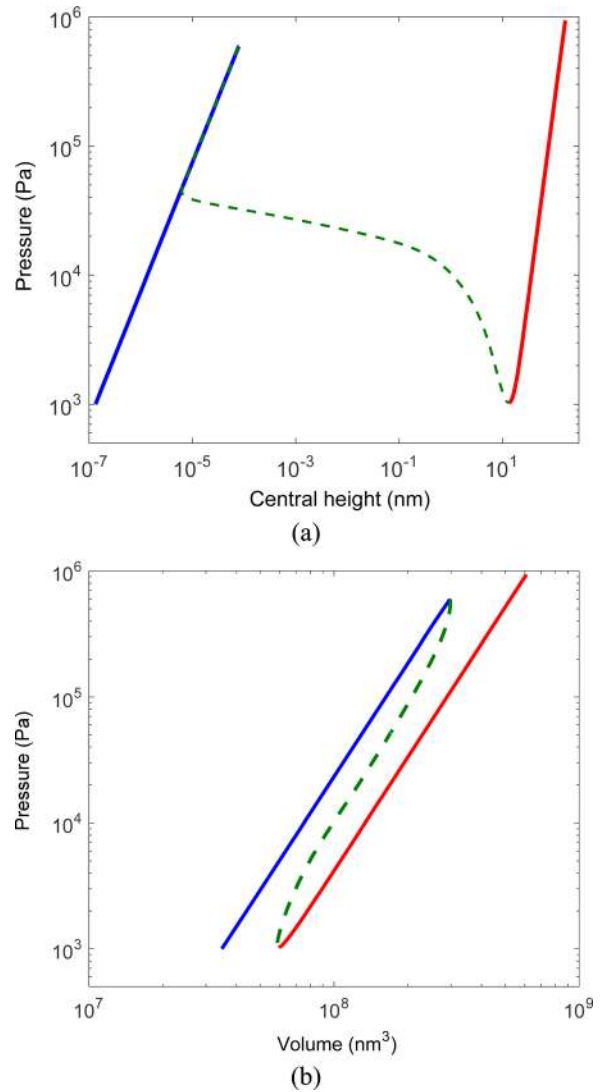 10^6
10^5
10^4
10^3
Pressure (Pa)
10^-7 10^-5 10^-3 10^-1 10^1
Central height (nm)
(a)
10^6
10^5
10^4
10^3
Pressure (Pa)
10^7 10^8 10^9
Volume (nm^3)
(b)